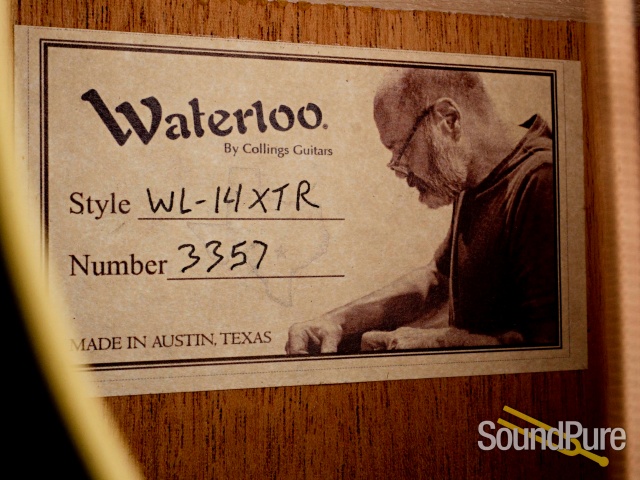 Waterloo®
By Collings Guitars
Style WL-14XTR
Number 3357
MADE IN AUSTIN, TEXAS
SoundPure